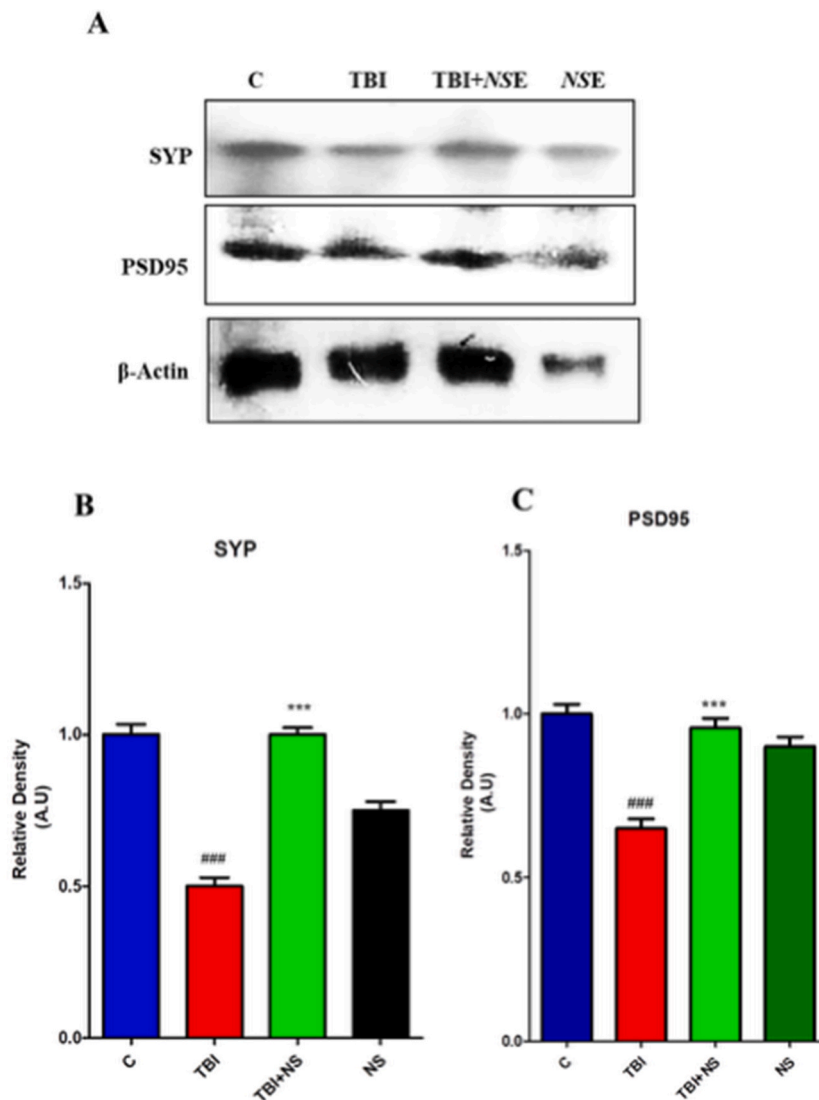 A
C TBI TBI+NSE NSE
SYP
PSD95
β-Actin
B
SYP
Relative Density
(A.U)
1.5
1.0
0.5
0.0
###
***
C TBI TBI+NS NS
C
PSD95
Relative Density
(A.U)
1.5
1.0
0.5
0.0
###
***
C TBI TBI+NS NS